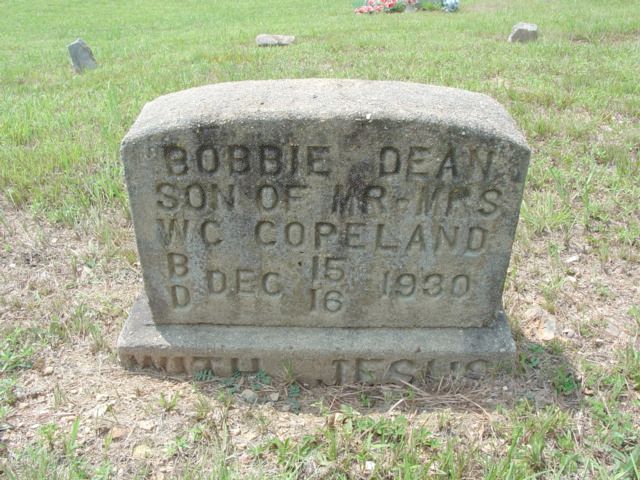 BOBBIE DEAN
SON OF MR-MRS
WC COPELAND
B 15
DEC 1930
D 16
WITH JESUS